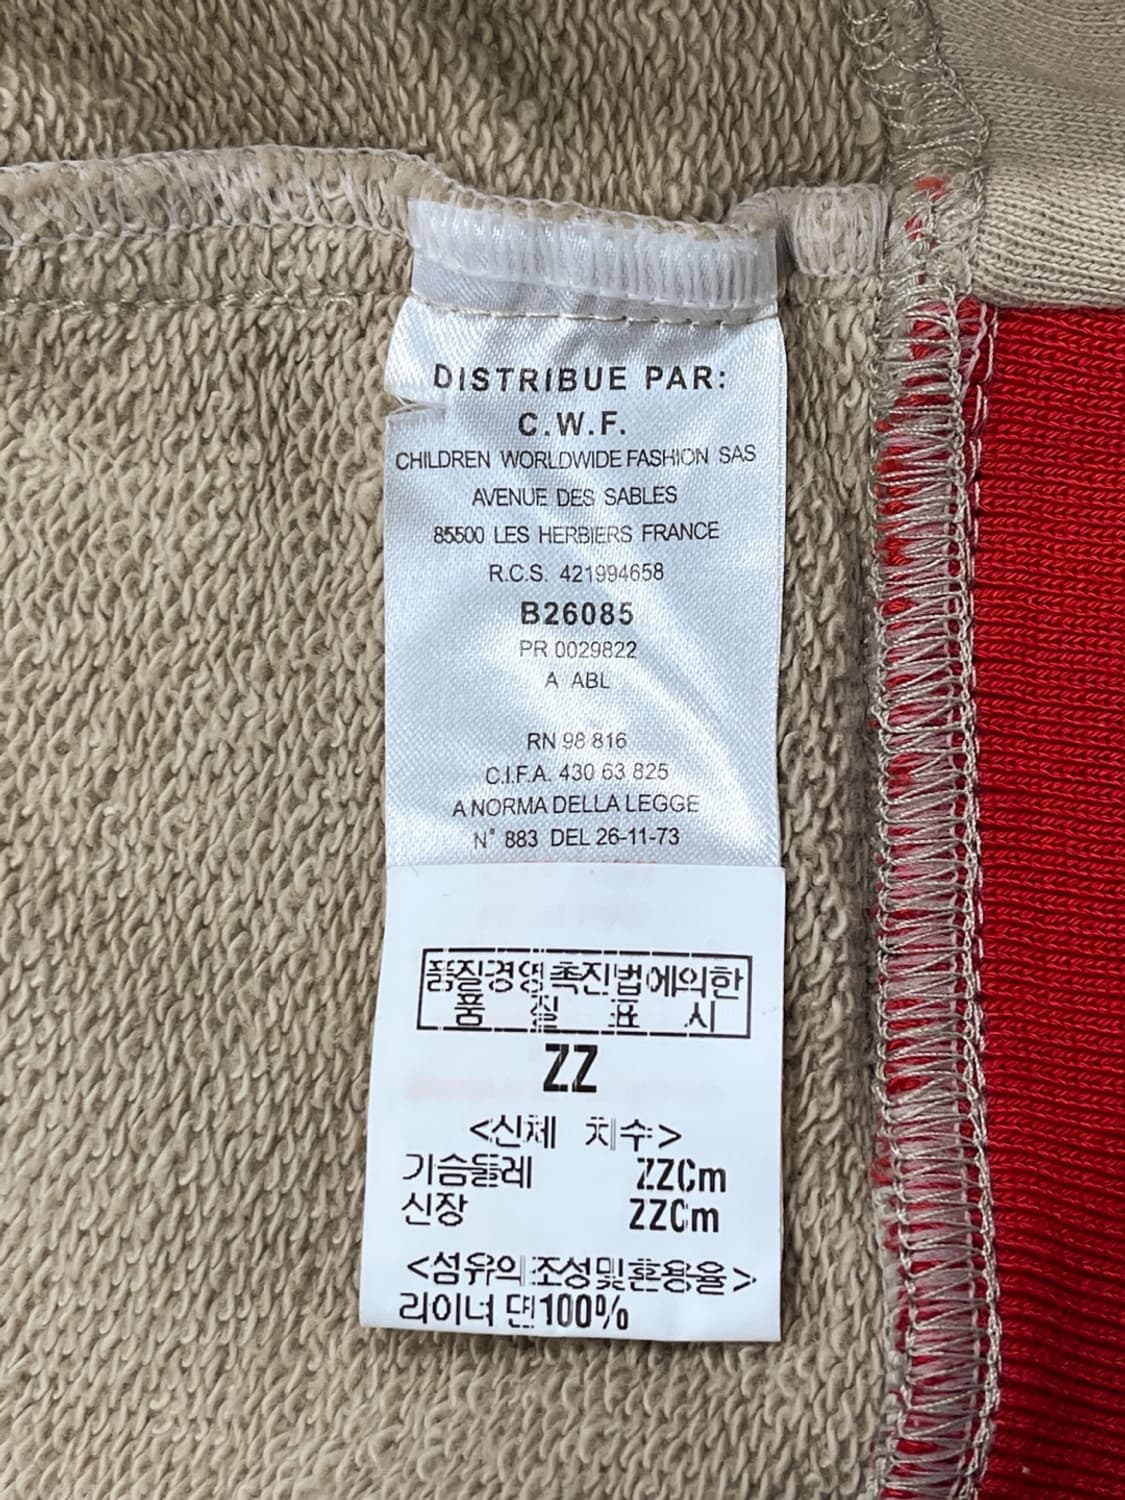 DISTRIBUE PAR:
C.W.F.
CHILDREN WORLDWIDE FASHION SAS
AVENUE DES SABLES
85500 LES HERBIERS FRANCE
R.C.S. 421994658
B26085
PR 0029822
A ABL
RN 98 816
C.I.F.A. 430 63 825
A NORMA DELLA LEGGE
N° 883 DEL 26-11-73
품질경영촉진법에의한
품 질 표 시
ZZ
<신체 치수>
가슴둘레 ZZCm
신장 ZZCm
<섬유의조성및혼용율>
라이너 면100%